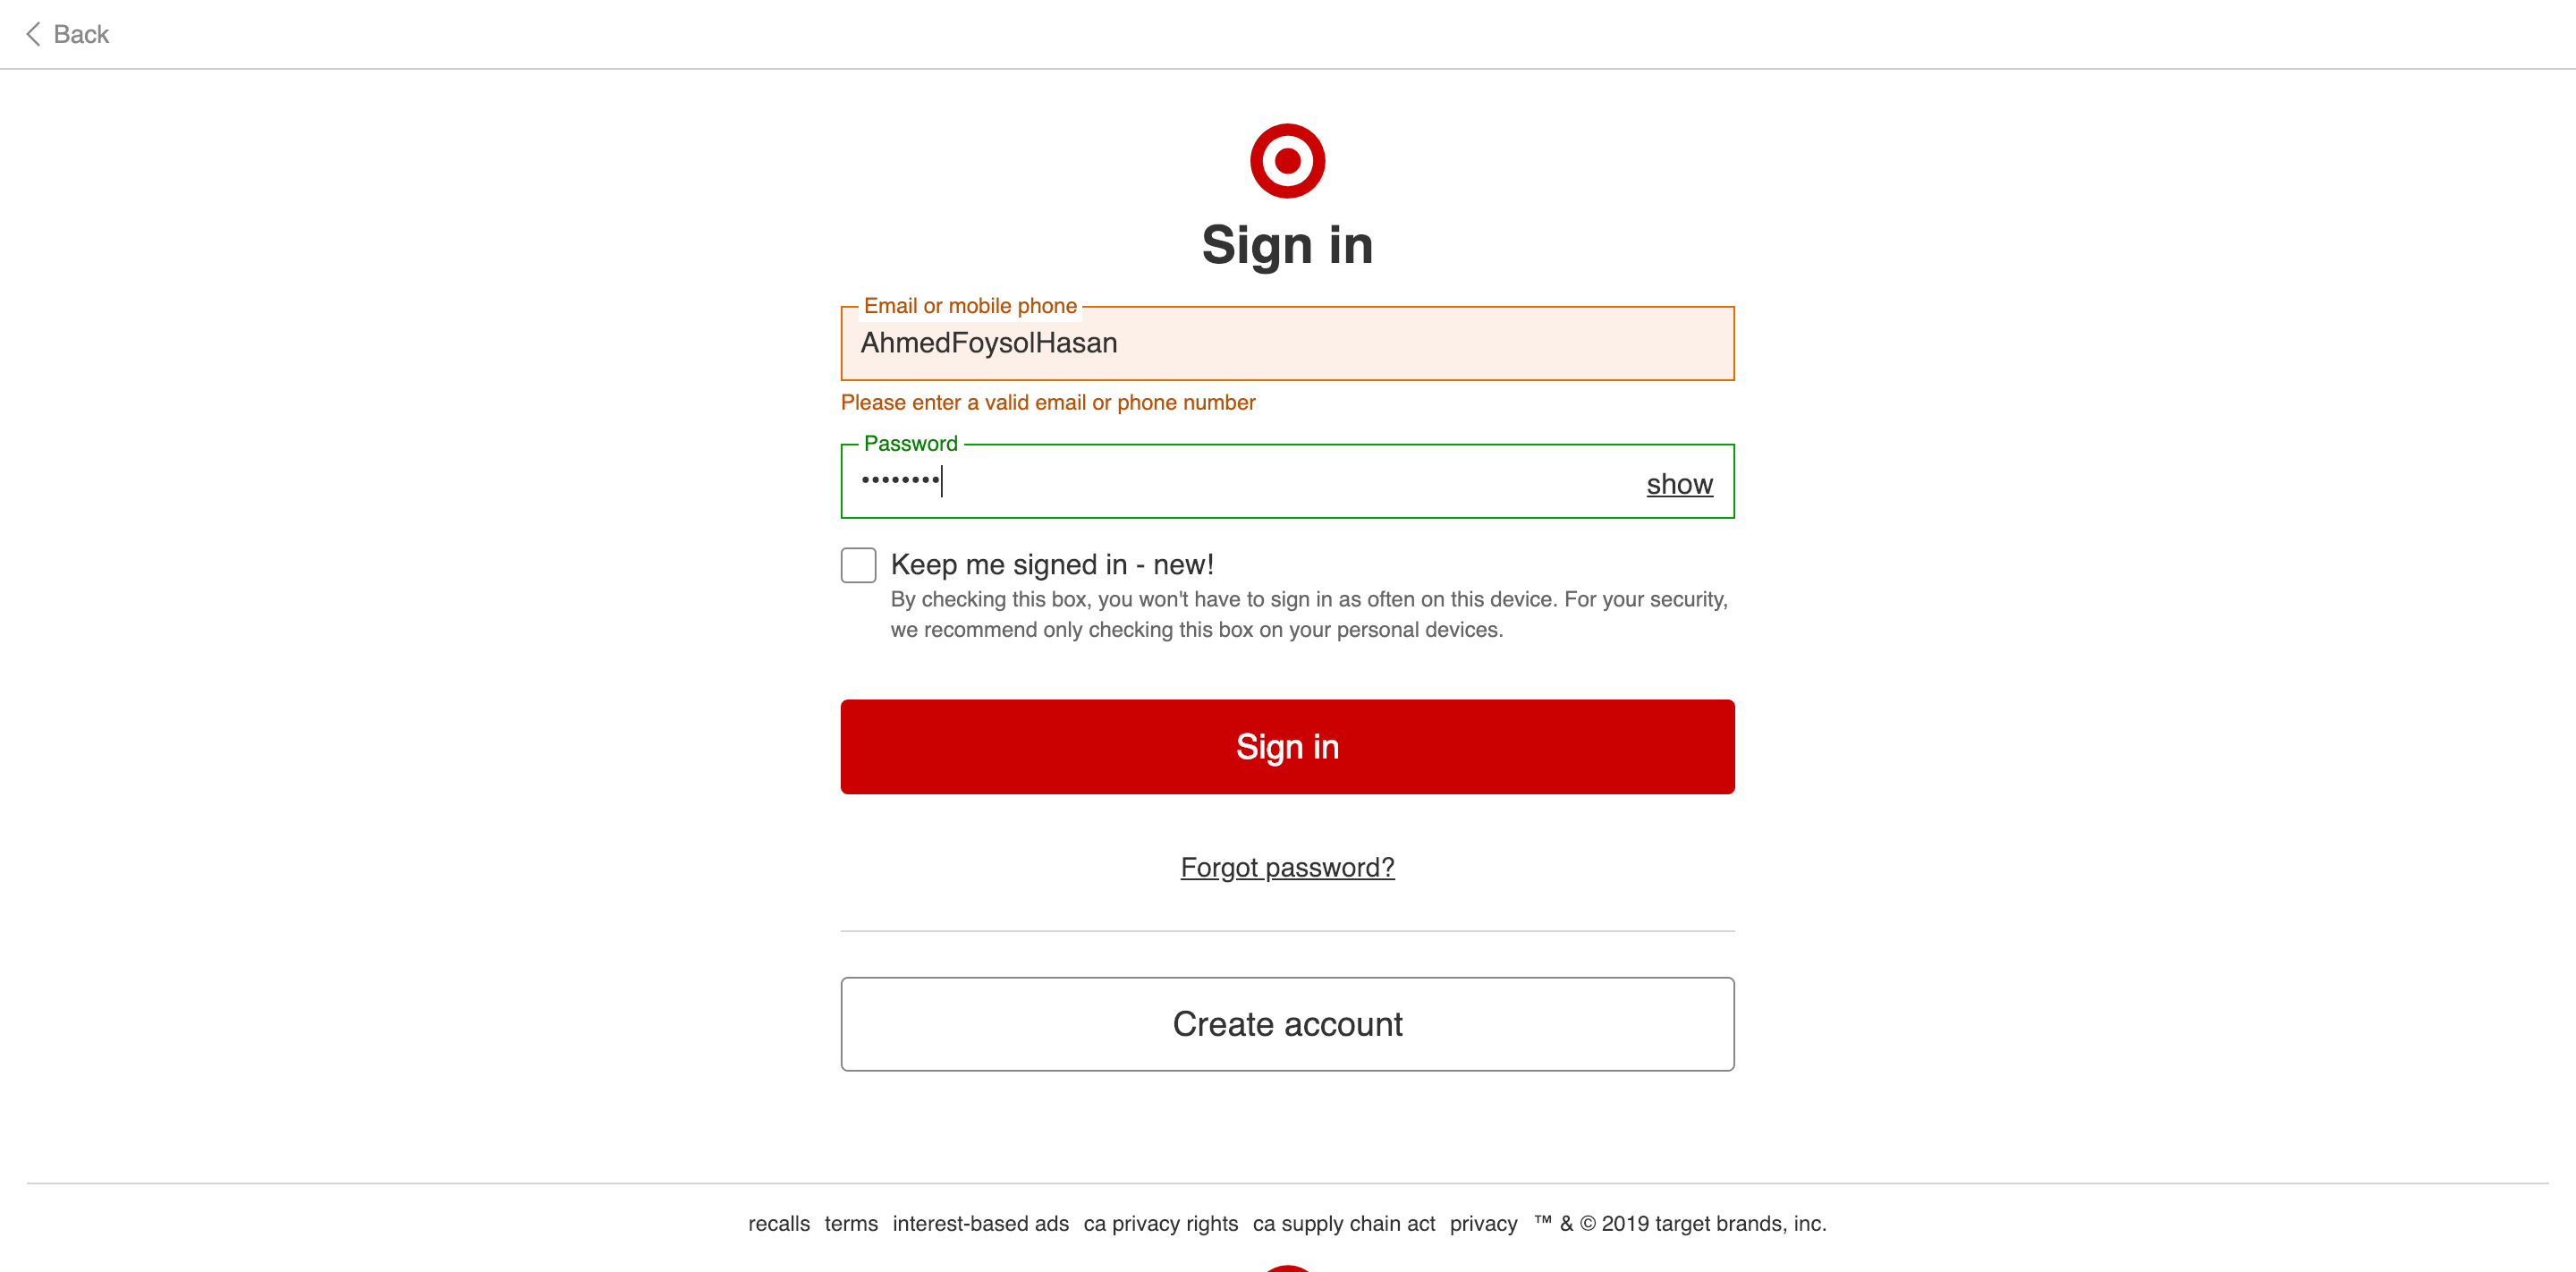 Back
Sign in
Email or mobile phone
AhmedFoysolHasan
Please enter a valid email or phone number
Password
••••••••
show
Keep me signed in - new!
By checking this box, you won't have to sign in as often on this device. For your security,
we recommend only checking this box on your personal devices.
Sign in
Forgot password?
Create account
recalls terms interest-based ads ca privacy rights ca supply chain act privacy ™ & © 2019 target brands, inc.